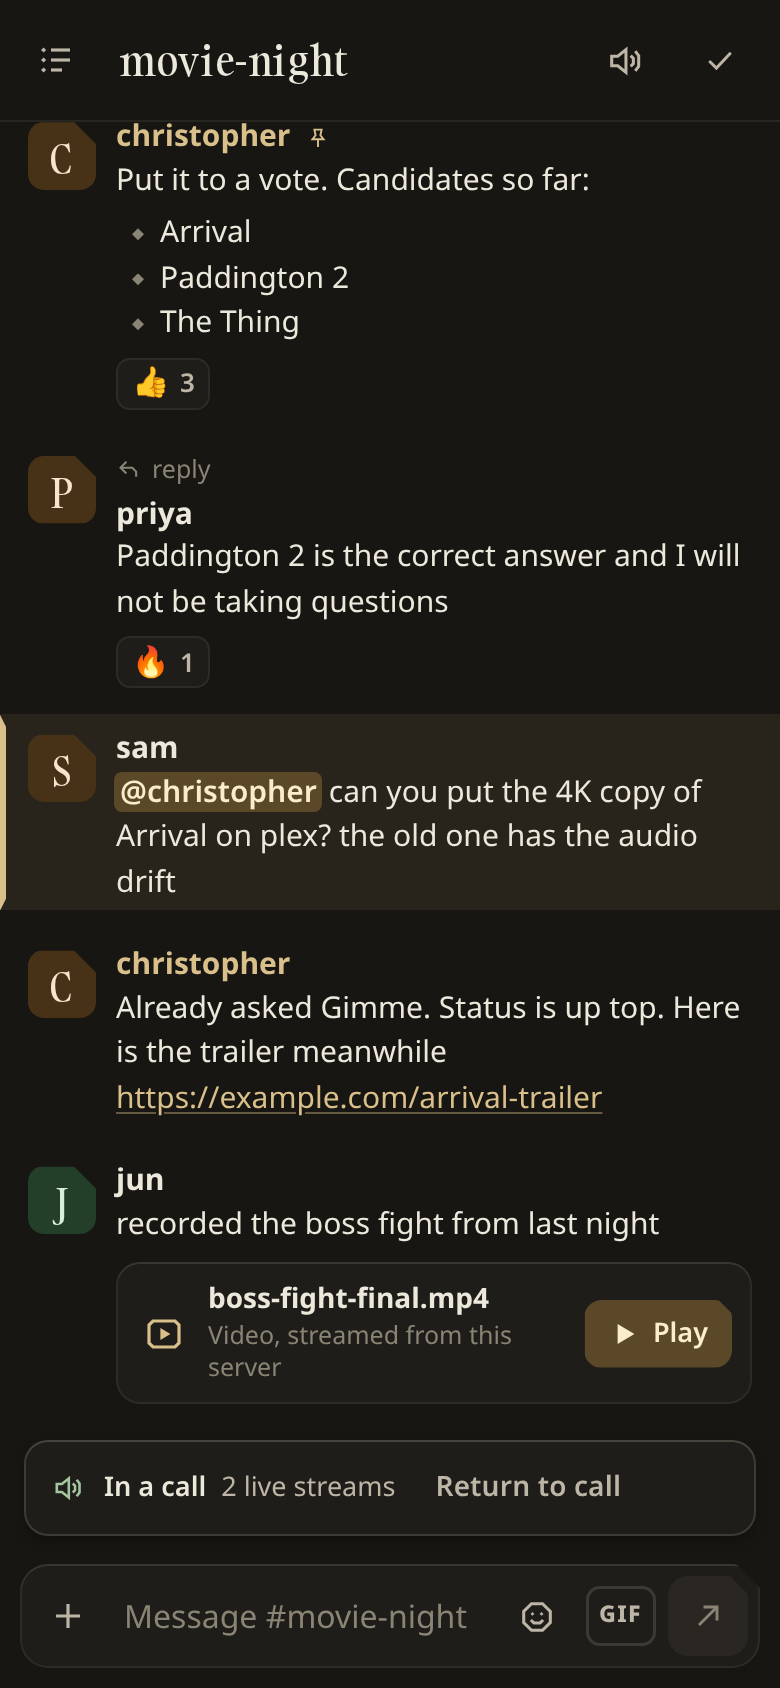 movie-night
C
christopher
Put it to a vote. Candidates so far:
Arrival
Paddington 2
The Thing
👍 3
P
reply
priya
Paddington 2 is the correct answer and I will
not be taking questions
🔥 1
S
sam
@christopher can you put the 4K copy of
Arrival on plex? the old one has the audio
drift
C
christopher
Already asked Gimme. Status is up top. Here
is the trailer meanwhile
https://example.com/arrival-trailer
J
jun
recorded the boss fight from last night
boss-fight-final.mp4
Video, streamed from this
server
Play
In a call 2 live streams Return to call
Message #movie-night
GIF